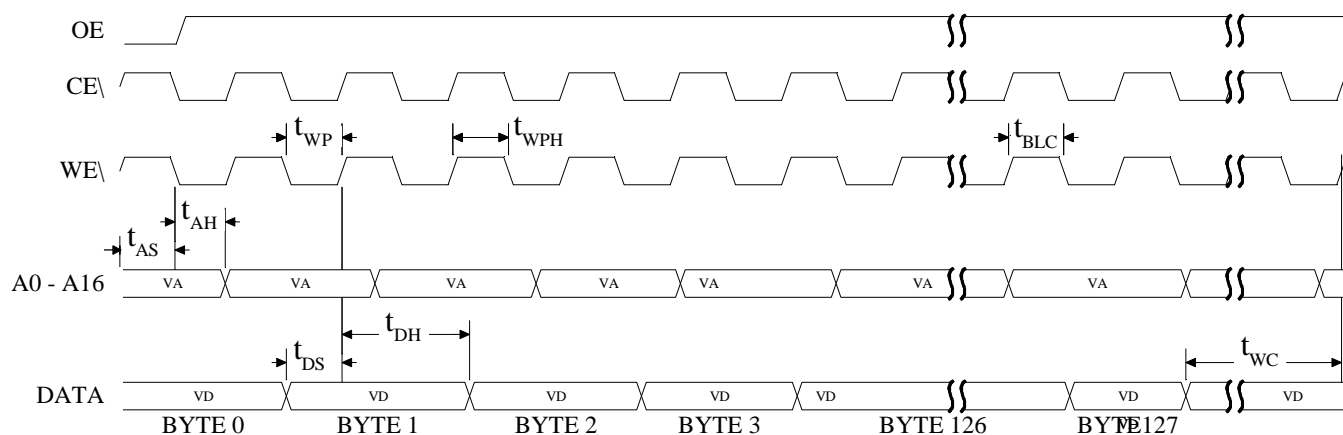 OE
CE\
t_WP t_WPH t_BLC
WE\
t_AH
t_AS
A0 - A16 VA VA VA VA VA VA VA
t_DH
t_DS t_WC
DATA VD VD VD VD VD VD VD
BYTE 0 BYTE 1 BYTE 2 BYTE 3 BYTE 126 BYTE 127